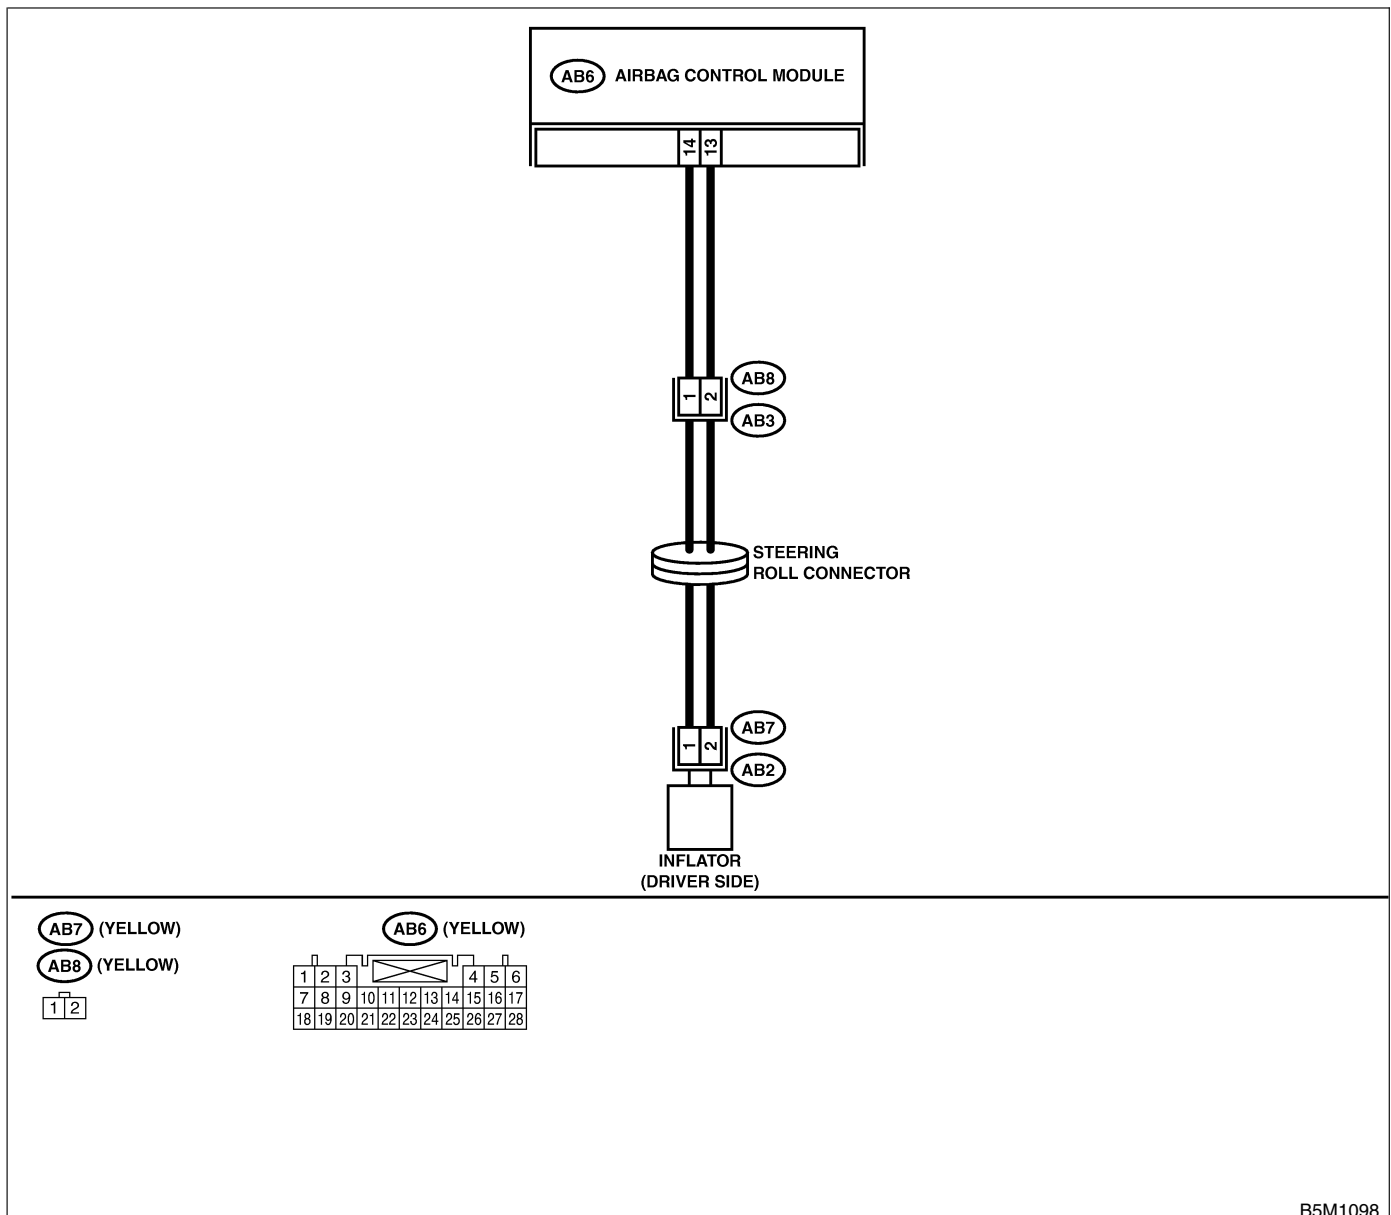 AB6 AIRBAG CONTROL MODULE
14 13
AB8
1 2
AB3
STEERING
ROLL CONNECTOR
AB7
1 2
AB2
INFLATOR
(DRIVER SIDE)
AB7 (YELLOW)
AB8 (YELLOW)
1 2
AB6 (YELLOW)
1 2 3 4 5 6
7 8 9 10 11 12 13 14 15 16 17
18 19 20 21 22 23 24 25 26 27 28
B5M1098